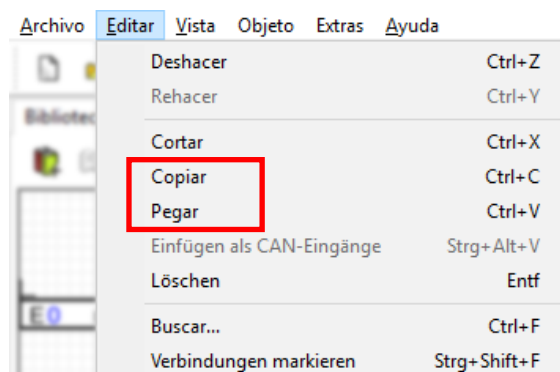 Archivo Editar Vista Objeto Extras Ayuda
Deshacer Ctrl+Z
Rehacer Ctrl+Y
Bibliotec
Cortar Ctrl+X
Copiar Ctrl+C
Pegar Ctrl+V
Einfügen als CAN-Eingänge Strg+Alt+V
Löschen Entf
E0
Buscar... Ctrl+F
Verbindungen markieren Strg+Shift+F